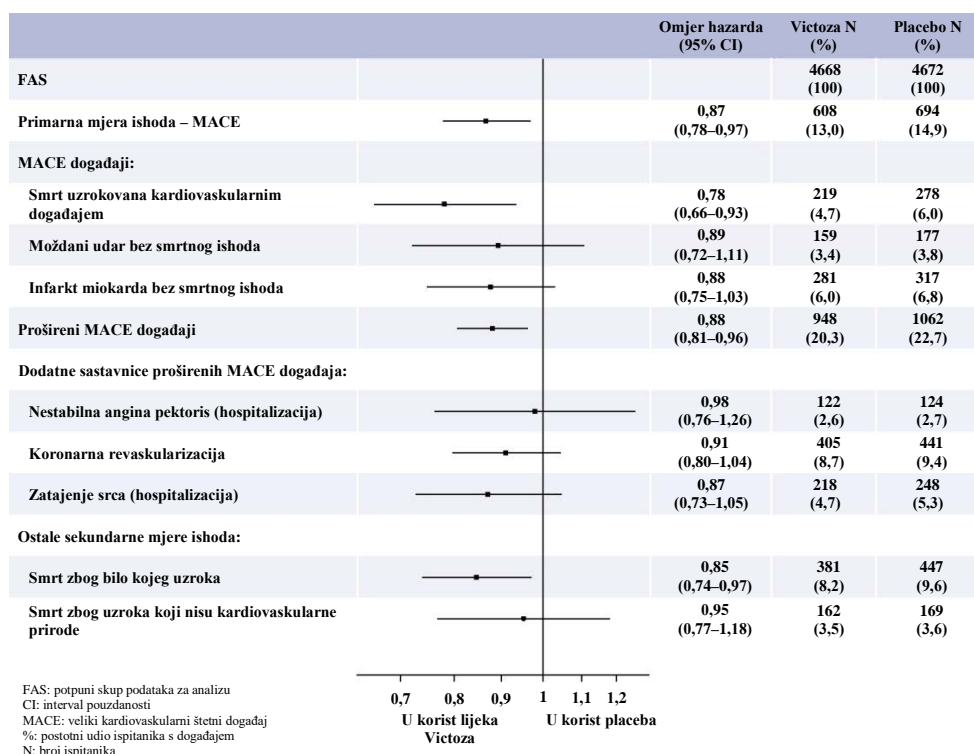 Omjer hazarda Victoza N Placebo N
(95% CI) (%) (%)
FAS 4668 4672
(100) (100)
Primarna mjera ishoda – MACE 0,87 608 694
(0,78–0,97) (13,0) (14,9)
MACE događaji:
Smrt uzrokovana kardiovaskularnim 0,78 219 278
događajem (0,66–0,93) (4,7) (6,0)
Moždani udar bez smrtnog ishoda 0,89 159 177
(0,72–1,11) (3,4) (3,8)
Infarkt miokarda bez smrtnog ishoda 0,88 281 317
(0,75–1,03) (6,0) (6,8)
Prošireni MACE događaji 0,88 948 1062
(0,81–0,96) (20,3) (22,7)
Dodatne sastavnice proširenih MACE događaja:
Nestabilna angina pektoris (hospitalizacija) 0,98 122 124
(0,76–1,26) (2,6) (2,7)
Koronarna revaskularizacija 0,91 405 441
(0,80–1,04) (8,7) (9,4)
Zatajenje srca (hospitalizacija) 0,87 218 248
(0,73–1,05) (4,7) (5,3)
Ostale sekundarne mjere ishoda:
Smrt zbog bilo kojeg uzroka 0,85 381 447
(0,74–0,97) (8,2) (9,6)
Smrt zbog uzroka koji nisu kardiovaskularne 0,95 162 169
prirode (0,77–1,18) (3,5) (3,6)
0,7 0,8 0,9 1 1,1 1,2
U korist lijeka U korist placeba
Victoza
FAS: potpuni skup podataka za analizu
CI: interval pouzdanosti
MACE: veliki kardiovaskularni štetni događaj
%: postotni udio ispitanika s događajem
N: broj ispitanika